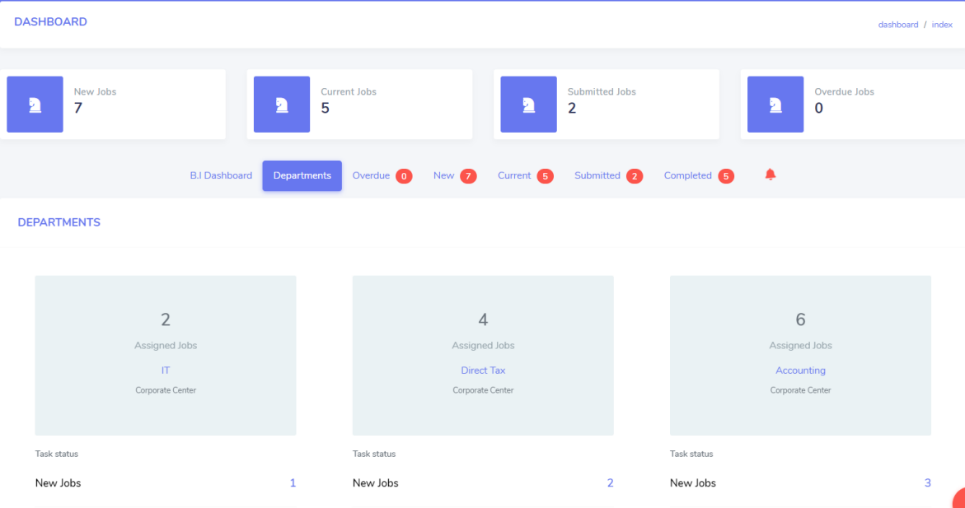 DASHBOARD
dashboard / index
New Jobs
7
Current Jobs
5
Submitted Jobs
2
Overdue Jobs
0
B.I Dashboard Departments Overdue 0 New 7 Current 5 Submitted 2 Completed 5
DEPARTMENTS
2
Assigned Jobs
IT
Corporate Center
4
Assigned Jobs
Direct Tax
Corporate Center
6
Assigned Jobs
Accounting
Corporate Center
Task status
New Jobs 1
Task status
New Jobs 2
Task status
New Jobs 3